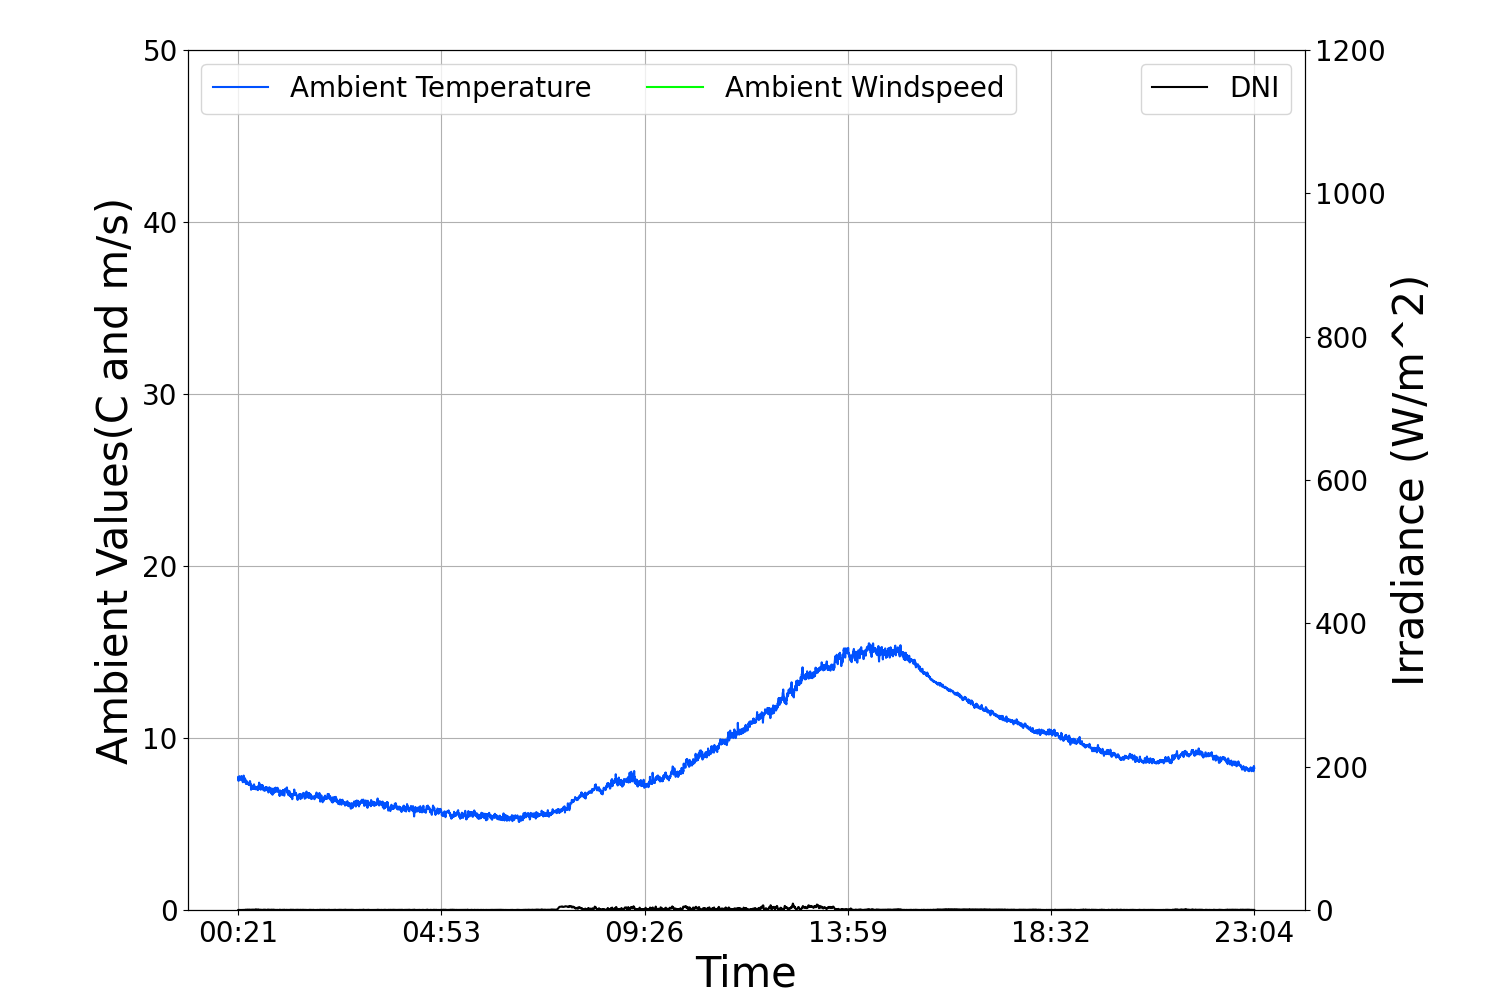 Ambient Temperature Ambient Windspeed DNI
50
40
30
20
10
0
Ambient Values(C and m/s)
1200
1000
800
600
400
200
0
Irradiance (W/m^2)
00:21 04:53 09:26 13:59 18:32 23:04
Time